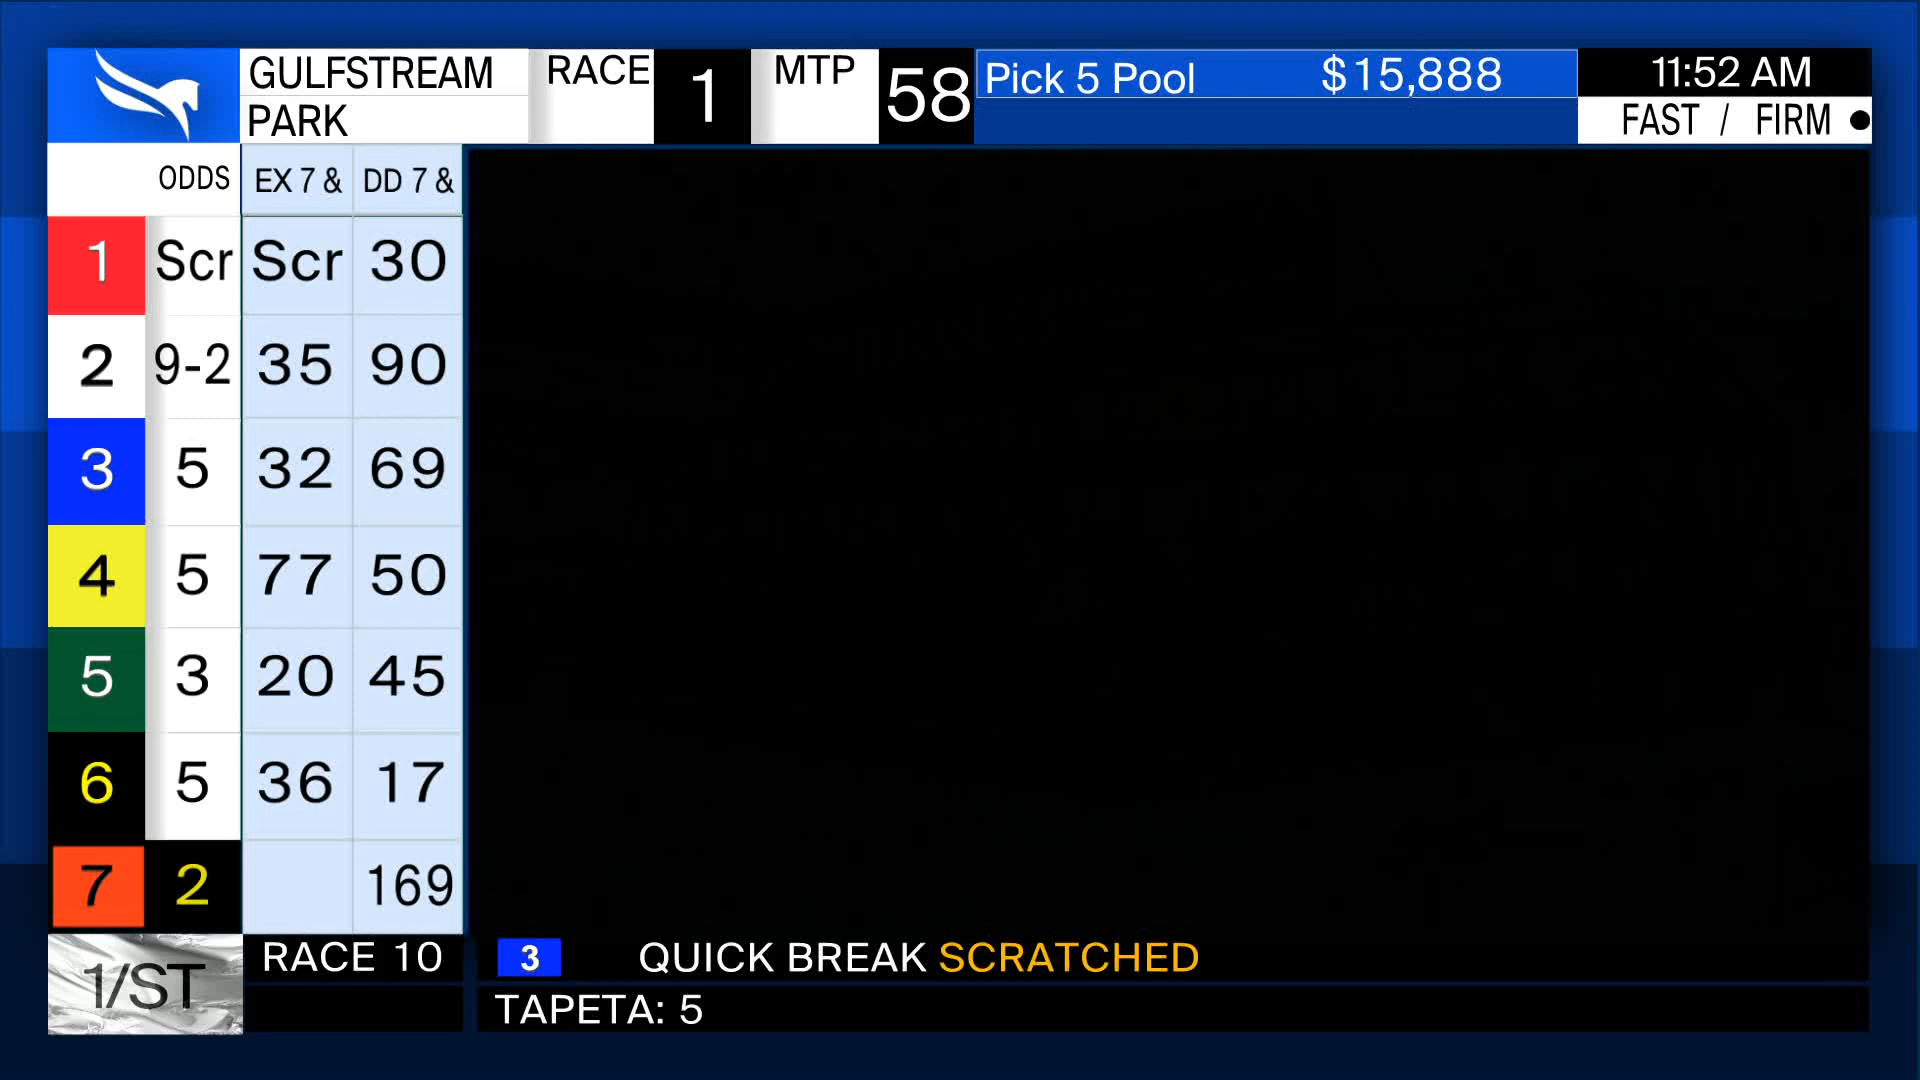 GULFSTREAM PARK RACE 1 MTP 58 Pick 5 Pool $15,888 11:52 AM
FAST / FIRM
ODDS EX 7 & DD 7 &
1 Scr Scr 30
2 9-2 35 90
3 5 32 69
4 5 77 50
5 3 20 45
6 5 36 17
7 2 169
1/ST RACE 10 3 QUICK BREAK SCRATCHED
TAPETA: 5